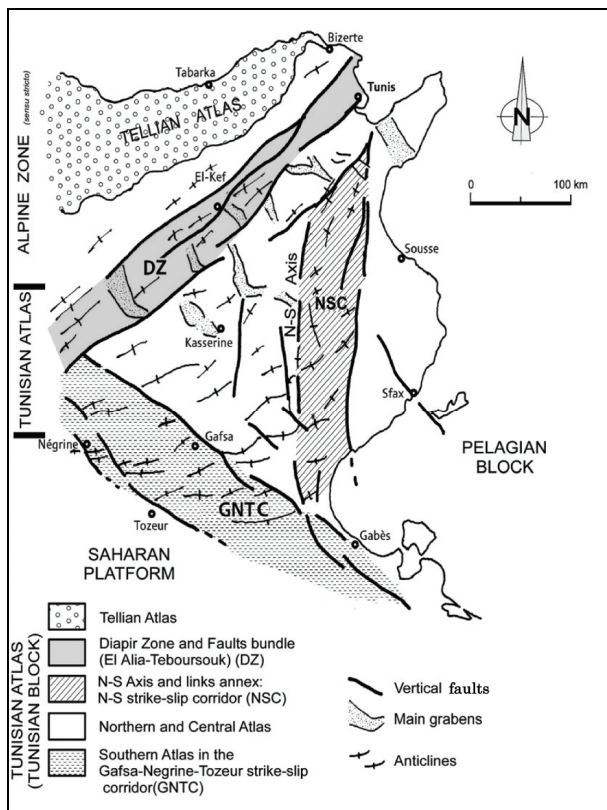 Bizerte
(sensu stricto)
Tabarka
Tunis
TELLIAN ATLAS
N
ALPINE ZONE
El-Kef
0 100 km
DZ
Sousse
N-S Axis
NSC
TUNISIAN ATLAS
Kasserine
Sfax
Négrine
Gafsa
PELAGIAN
BLOCK
GNTC
Tozeur
Gabès
SAHARAN
PLATFORM
Tellian Atlas
TUNISIAN ATLAS
(TUNISIAN BLOCK)
Diapir Zone and Faults bundle
(El Alia-Teboursouk) (DZ)
N-S Axis and links annex:
N-S strike-slip corridor (NSC)
Northern and Central Atlas
Southern Atlas in the
Gafsa-Negrine-Tozeur strike-slip
corridor(GNTC)
Vertical faults
Main grabens
Anticlines